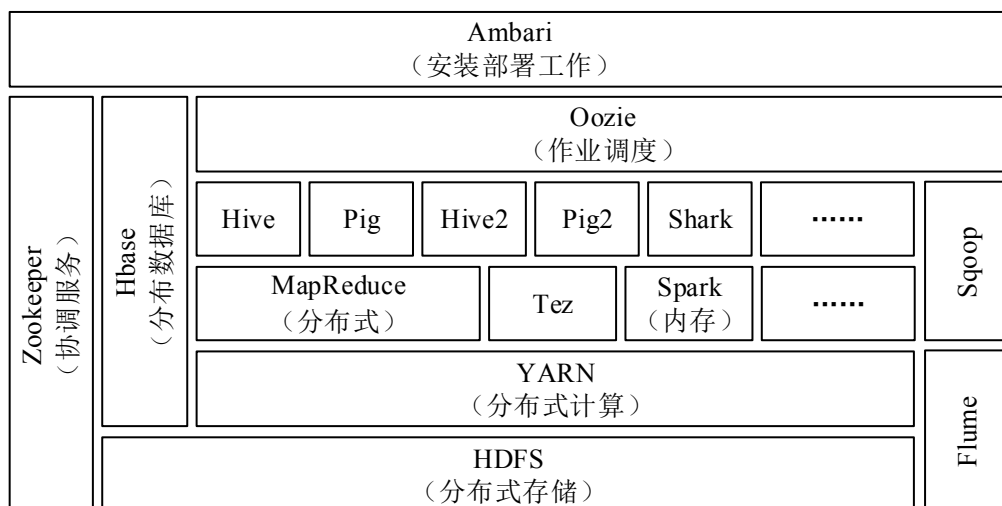 Ambari
（安装部署工作）
Zookeeper
（协调服务）
Hbase
（分布数据库）
Oozie
（作业调度）
Hive
Pig
Hive2
Pig2
Shark
……
Sqoop
MapReduce
（分布式）
Tez
Spark
（内存）
……
YARN
（分布式计算）
Flume
HDFS
（分布式存储）